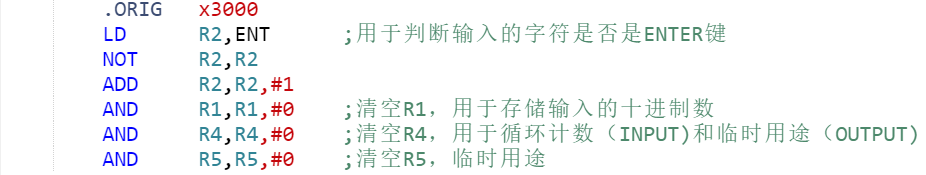 .ORIG x3000
LD R2,ENT ;用于判断输入的字符是否是ENTER键
NOT R2,R2
ADD R2,R2,#1
AND R1,R1,#0 ;清空R1，用于存储输入的十进制数
AND R4,R4,#0 ;清空R4，用于循环计数（INPUT)和临时用途（OUTPUT)
AND R5,R5,#0 ;清空R5，临时用途